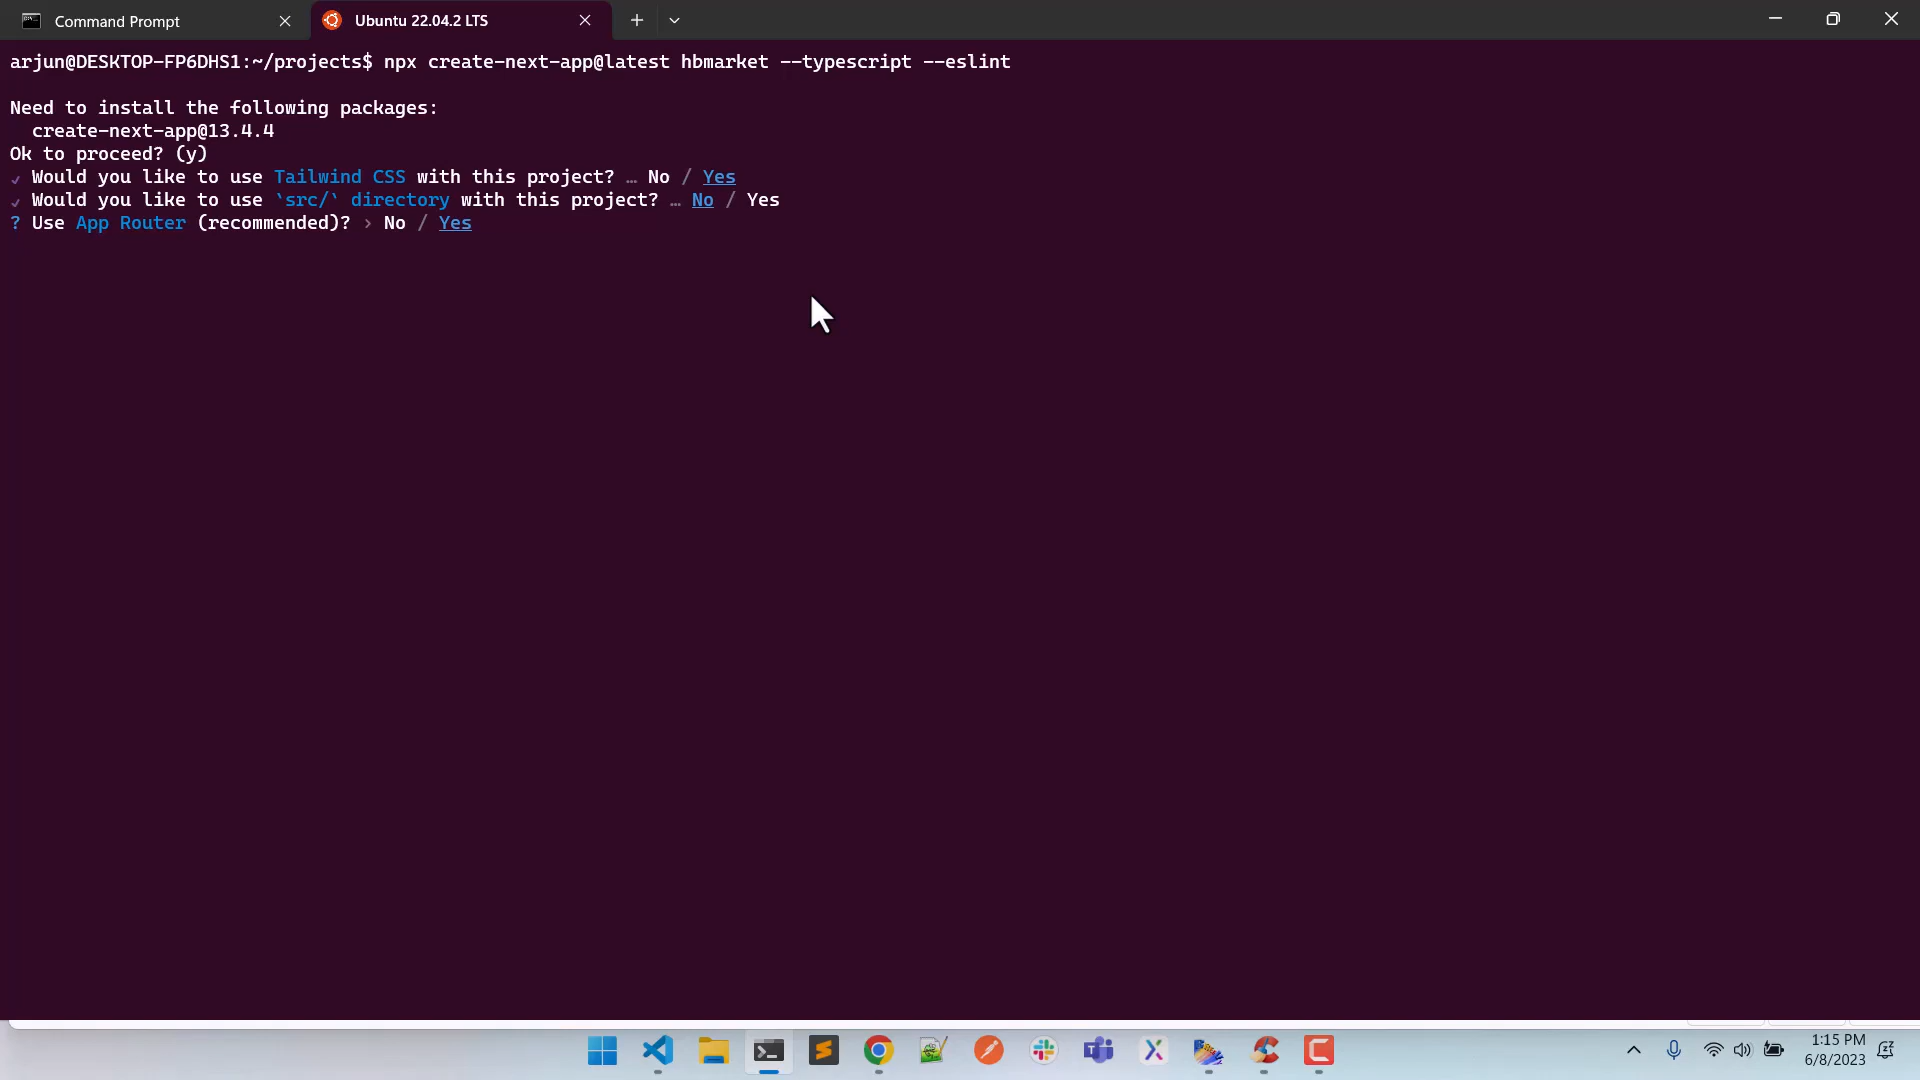 Command Prompt
Ubuntu 22.04.2 LTS
arjun@DESKTOP-FP6DHS1:~/projects$ npx create-next-app@latest hbmarket --typescript --eslint
Need to install the following packages:
create-next-app@13.4.4
Ok to proceed? (y)
✔ Would you like to use Tailwind CSS with this project? … No / Yes
✔ Would you like to use `src/` directory with this project? … No / Yes
? Use App Router (recommended)? › No / Yes
1:15 PM
6/8/2023